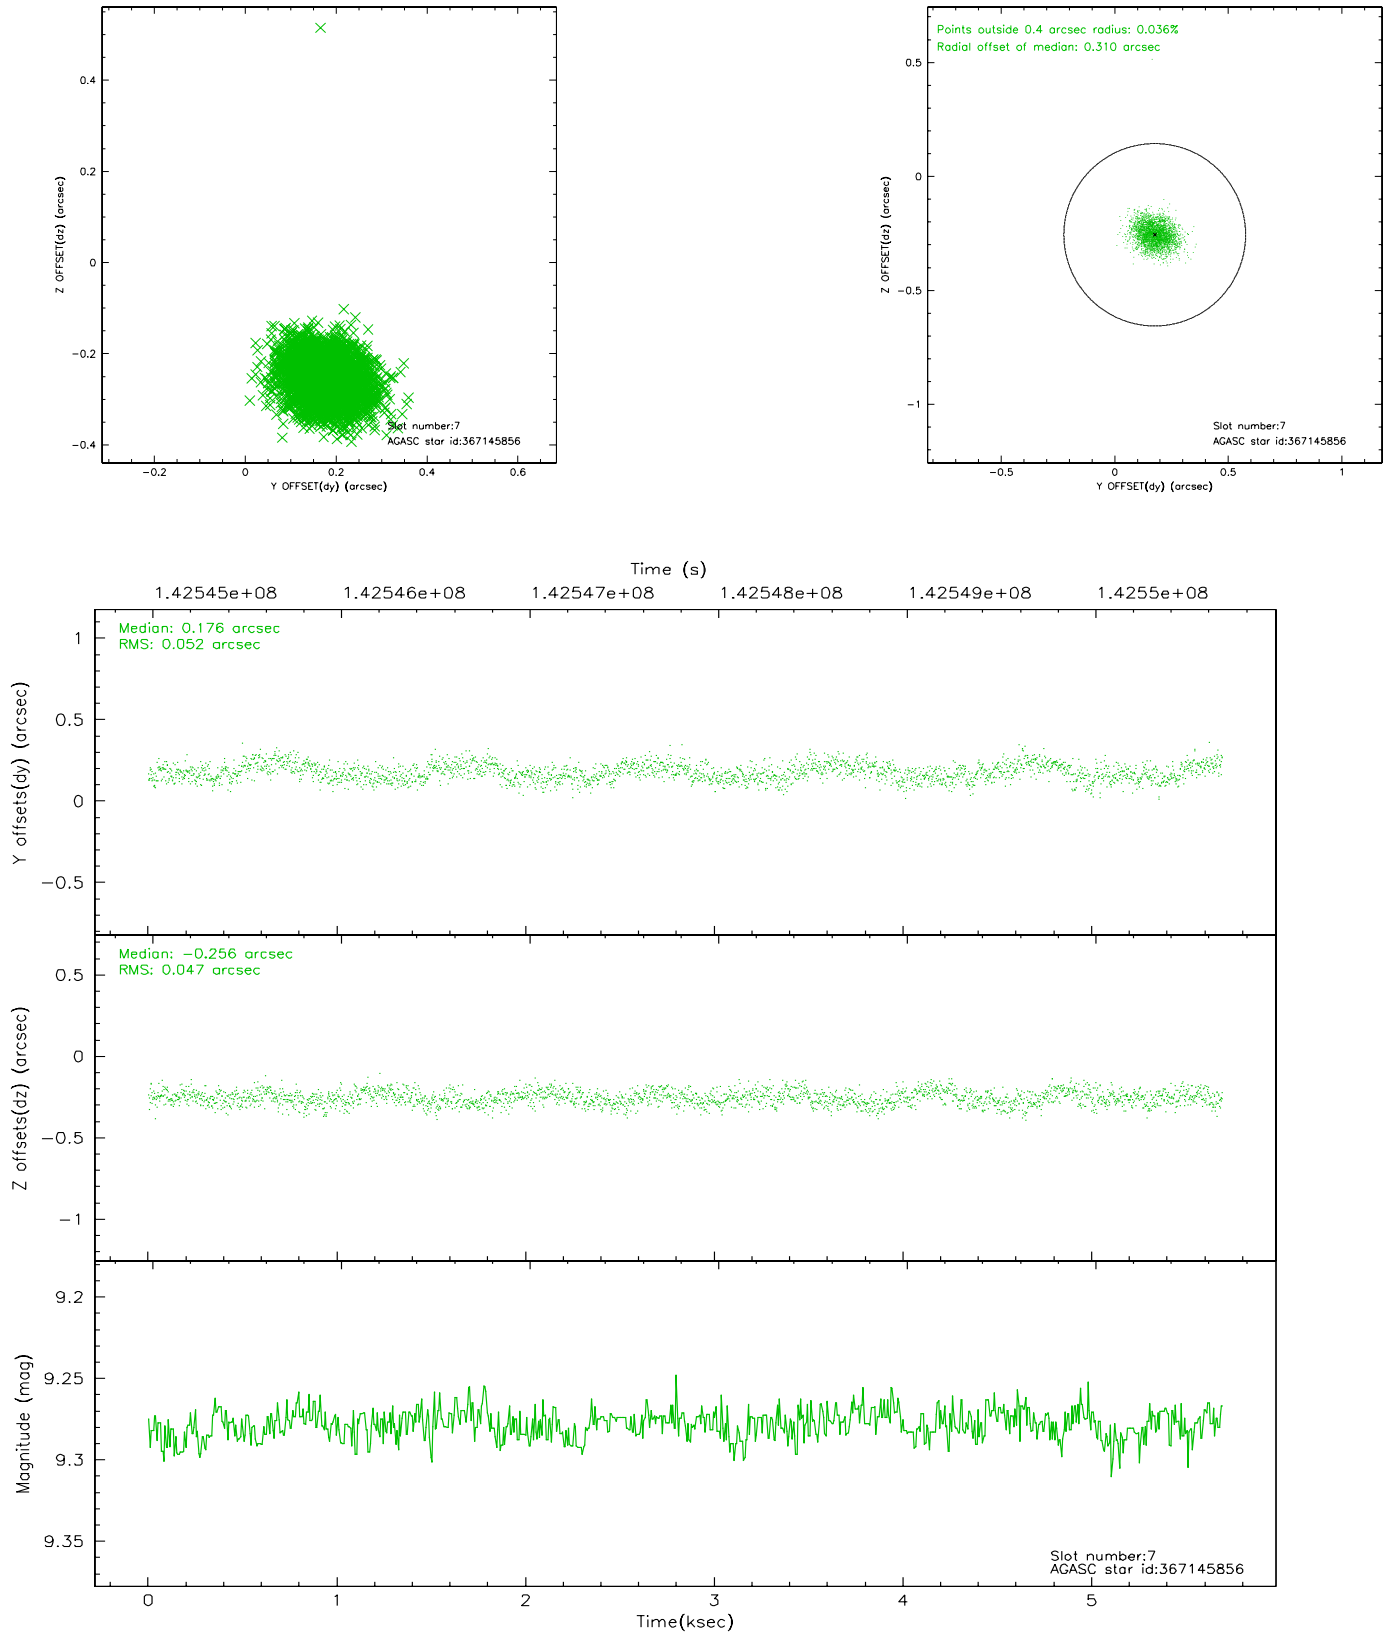 0.4
0.2
0
−0.2
−0.4
Z OFFSET(dz) (arcsec)
−0.2 0 0.2 0.4 0.6
Y OFFSET(dy) (arcsec)
Slot number:7
AGASC star id:367145856
Points outside 0.4 arcsec radius: 0.036%
Radial offset of median: 0.310 arcsec
0.5
0
−0.5
−1
Z OFFSET(dz) (arcsec)
−0.5 0 0.5 1
Y OFFSET(dy) (arcsec)
Slot number:7
AGASC star id:367145856
Time (s)
1.42545e+08 1.42546e+08 1.42547e+08 1.42548e+08 1.42549e+08 1.4255e+08
Median: 0.176 arcsec
RMS: 0.052 arcsec
1
0.5
0
−0.5
Y offsets(dy) (arcsec)
Median: −0.256 arcsec
RMS: 0.047 arcsec
0.5
0
−0.5
−1
Z offsets(dz) (arcsec)
9.2
9.25
9.3
9.35
Magnitude (mag)
Slot number:7
AGASC star id:367145856
0 1 2 3 4 5
Time(ksec)